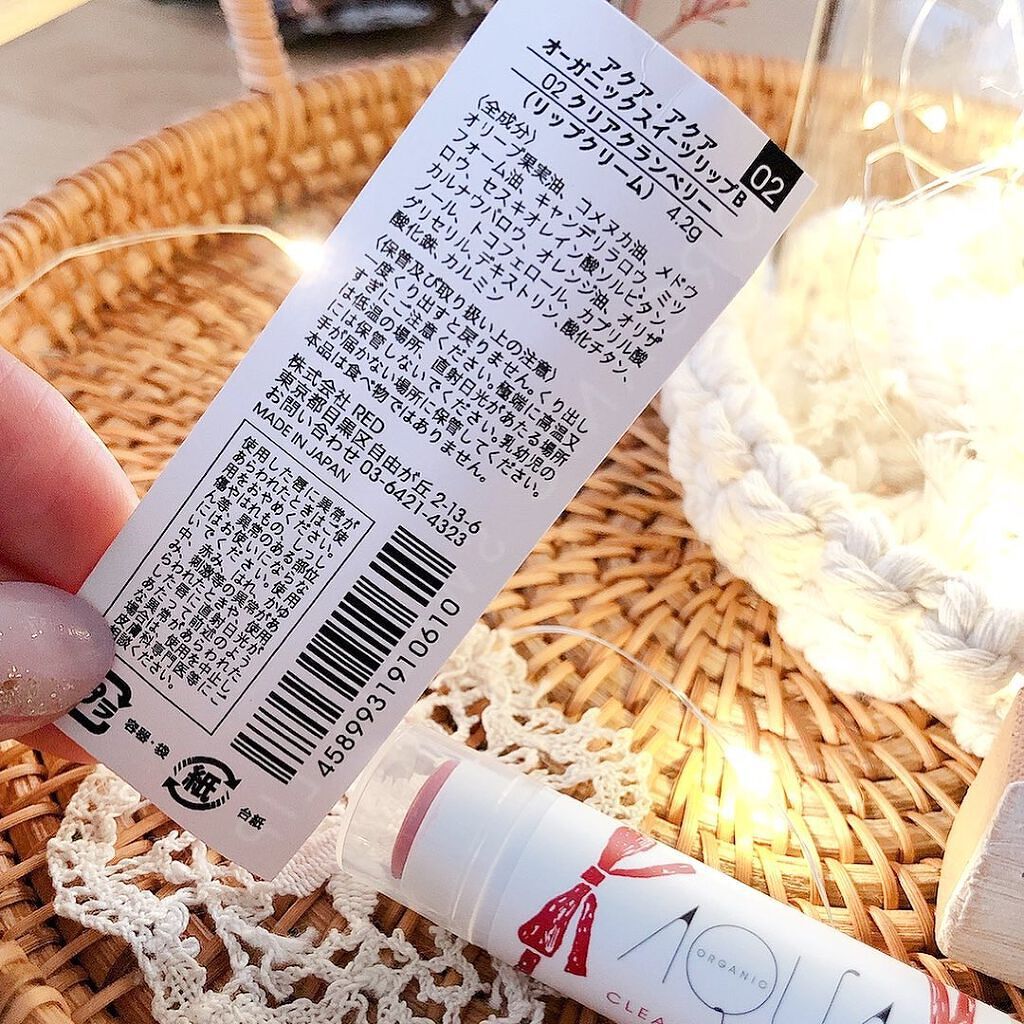 02
アクア・アクア
オーガニックスイーツリップB
02 クリアクランベリー
(リップクリーム) 4.2g
〈全成分〉
オリーブ果実油、コメヌカ油、メドウ
フォーム油、キャンデリラロウ、ミツ
ロウ、セスキオレイン酸ソルビタン、
カルナウバロウ、オレンジ油、オリザ
ノール、トコフェロール、カプリル酸
グリセリル、デキストリン、酸化チタン、
酸化鉄、カルミン
〈保管及び取り扱い上の注意〉
一度くり出すと戻りません。くり出し
すぎにご注意ください。極端に高温又
は低温の場所、直射日光があたる場所
には保管しないでください。乳幼児の
手が届かない場所に保管してください。
本品は食べ物ではありません。
株式会社 RED
東京都目黒区自由が丘 2-13-6
お問い合わせ 03-6421-4323
MADE IN JAPAN
4589931910610
容器・袋
紙
台紙
AQUA
ORGANIC
CLEA